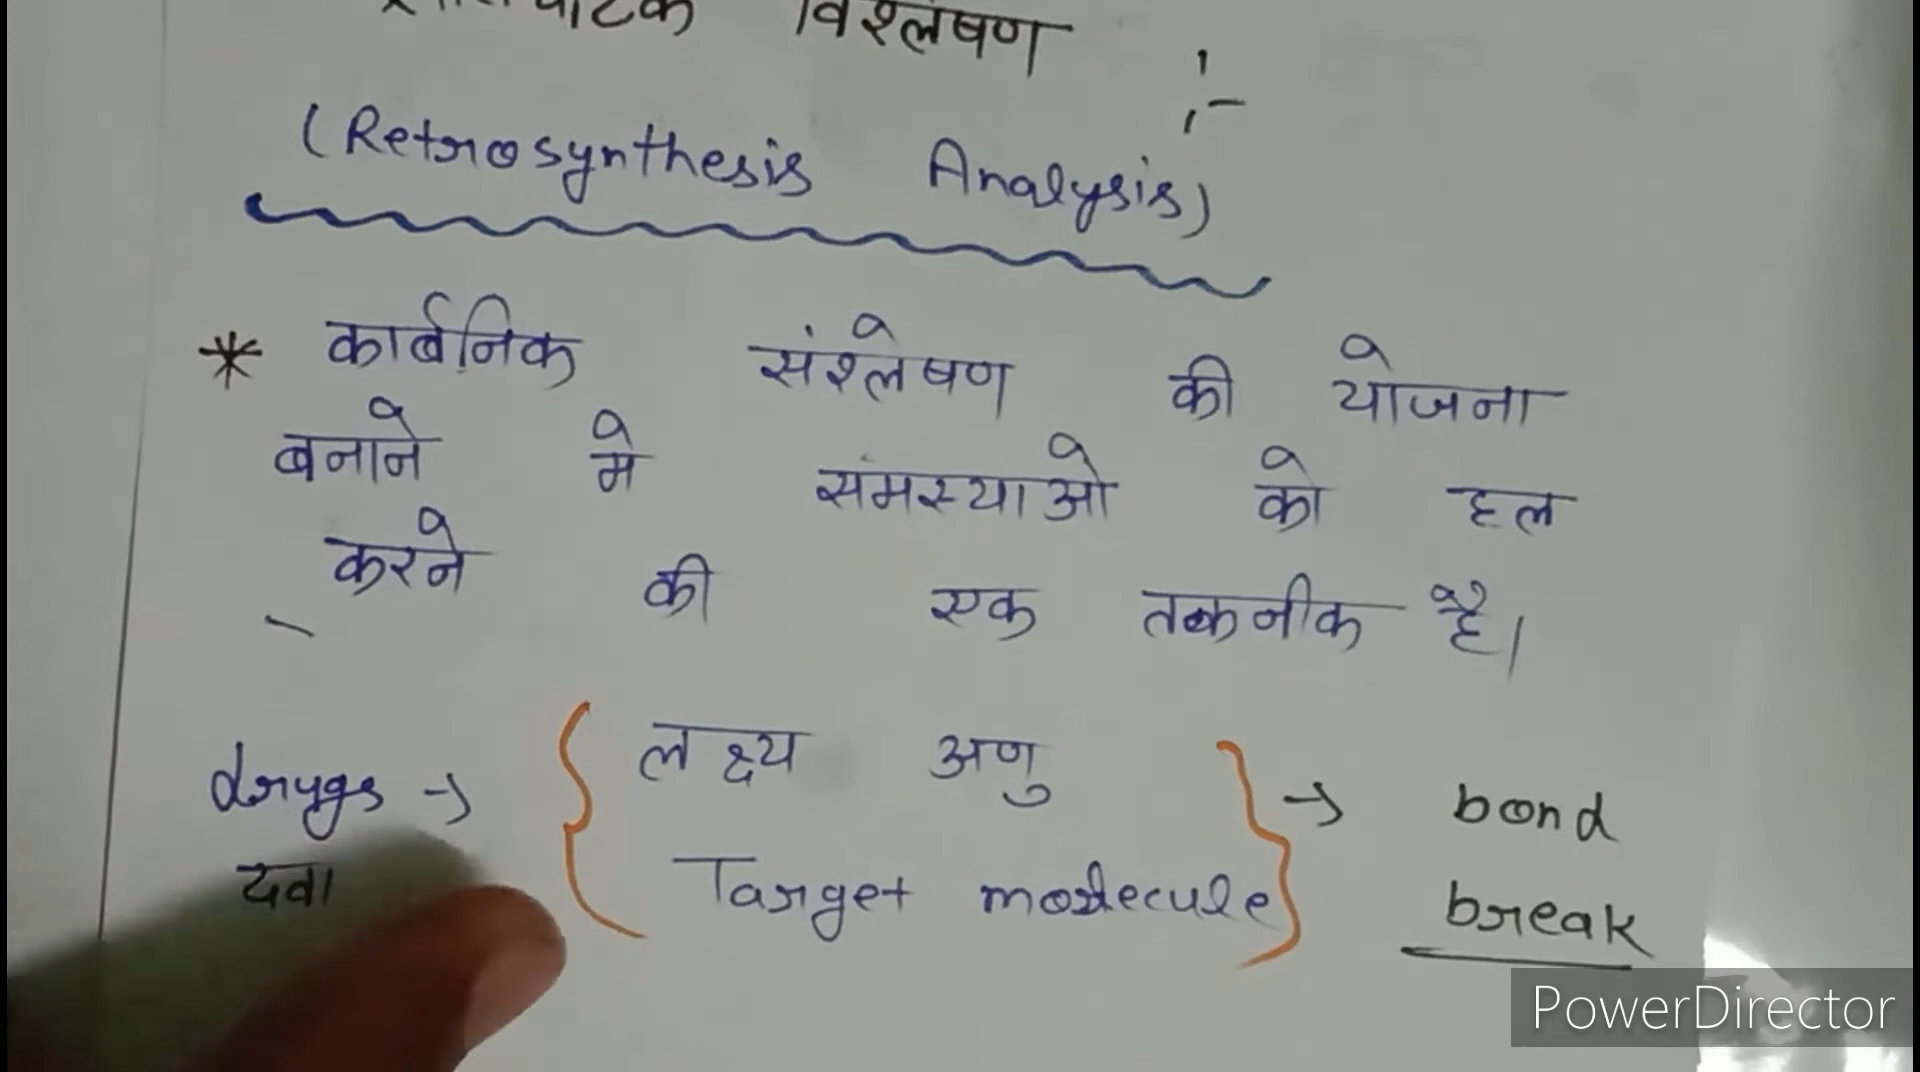 विश्लेषण :-
(Retrosynthesis Analysis)
* कार्बनिक संश्लेषण की योजना
बनाने मे समस्याओ को हल
करने की एक तकनीक है।
drugs → { लक्ष्य अणु } → bond
दवा Target molecule break
PowerDirector